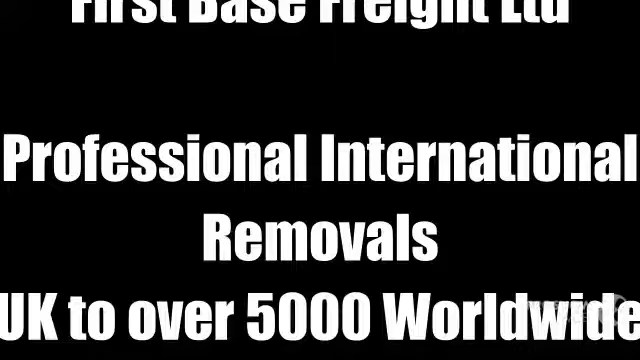 First Base Freight Ltd
Professional International
Removals
UK to over 5000 Worldwide